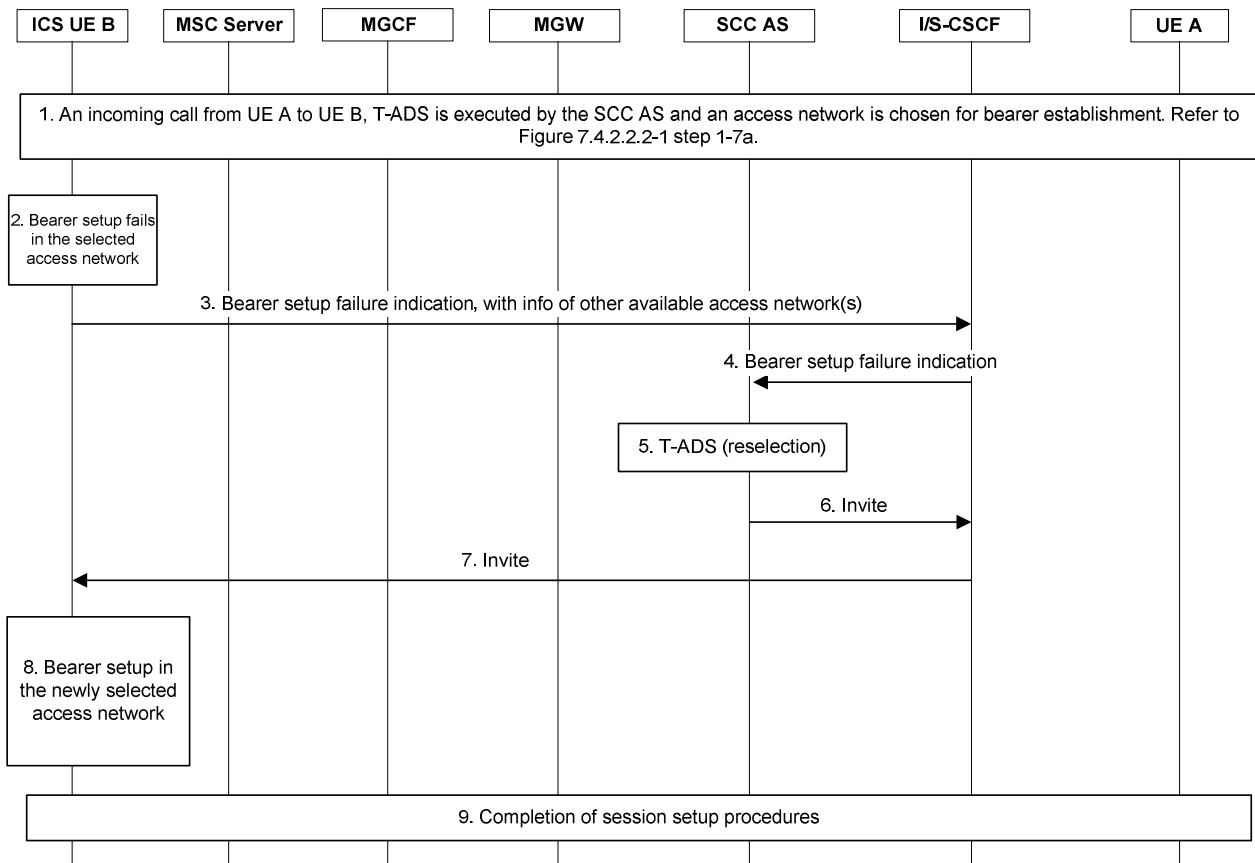 ICS UE B
MSC Server
MGCF
MGW
SCC AS
I/S-CSCF
UE A
1. An incoming call from UE A to UE B, T-ADS is executed by the SCC AS and an access network is chosen for bearer establishment. Refer to
Figure 7.4.2.2.2-1 step 1-7a.
2. Bearer setup fails
in the selected
access network
3. Bearer setup failure indication, with info of other available access network(s)
4. Bearer setup failure indication
5. T-ADS (reselection)
6. Invite
7. Invite
8. Bearer setup in
the newly selected
access network
9. Completion of session setup procedures